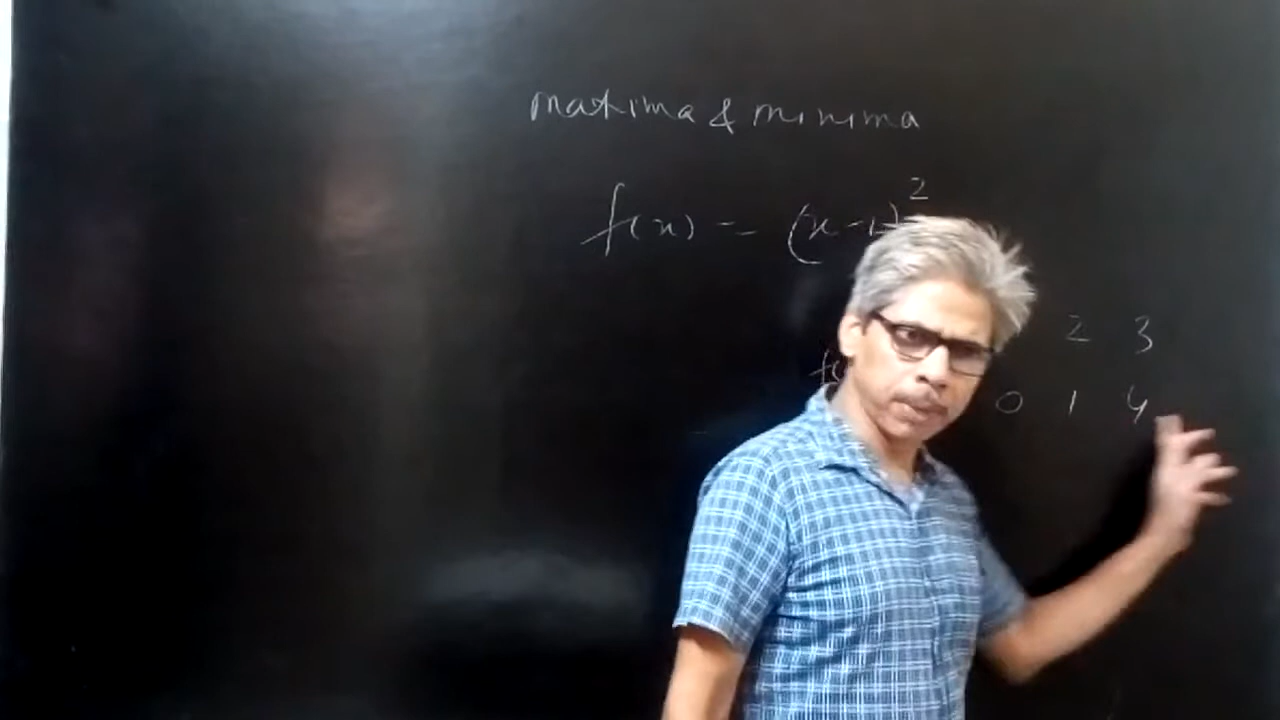 maxima & minima
f(x) = (x-1)²
2 3
0 1 4